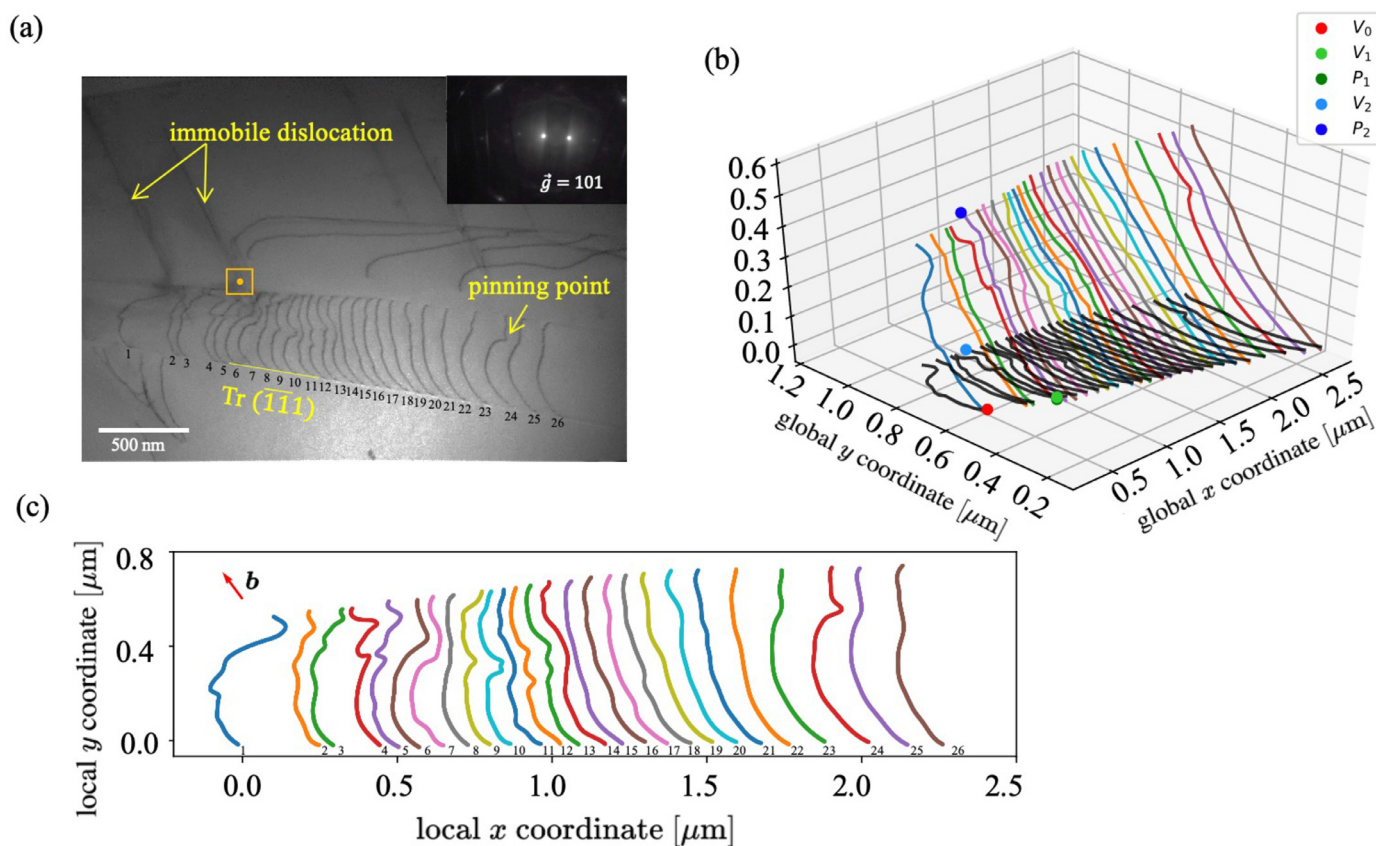 (a)
immobile dislocation
g⃗ = 101
pinning point
1 2 3 4 5 6 7 8 9 10 11 12 13 14 15 16 17 18 19 20 21 22 23 24 25 26
Tr (1̅1̅1̅)
500 nm
(b)
V₀
V₁
P₁
V₂
P₂
0.6
0.5
0.4
0.3
0.2
0.1
0.0
1.2 1.0 0.8 0.6 0.4 0.2
global y coordinate [μm]
0.5 1.0 1.5 2.0 2.5
global x coordinate [μm]
(c)
local y coordinate [μm]
0.8
0.4
0.0
b
1 2 3 4 5 6 7 8 9 10 11 12 13 14 15 16 17 18 19 20 21 22 23 24 25 26
0.0 0.5 1.0 1.5 2.0 2.5
local x coordinate [μm]